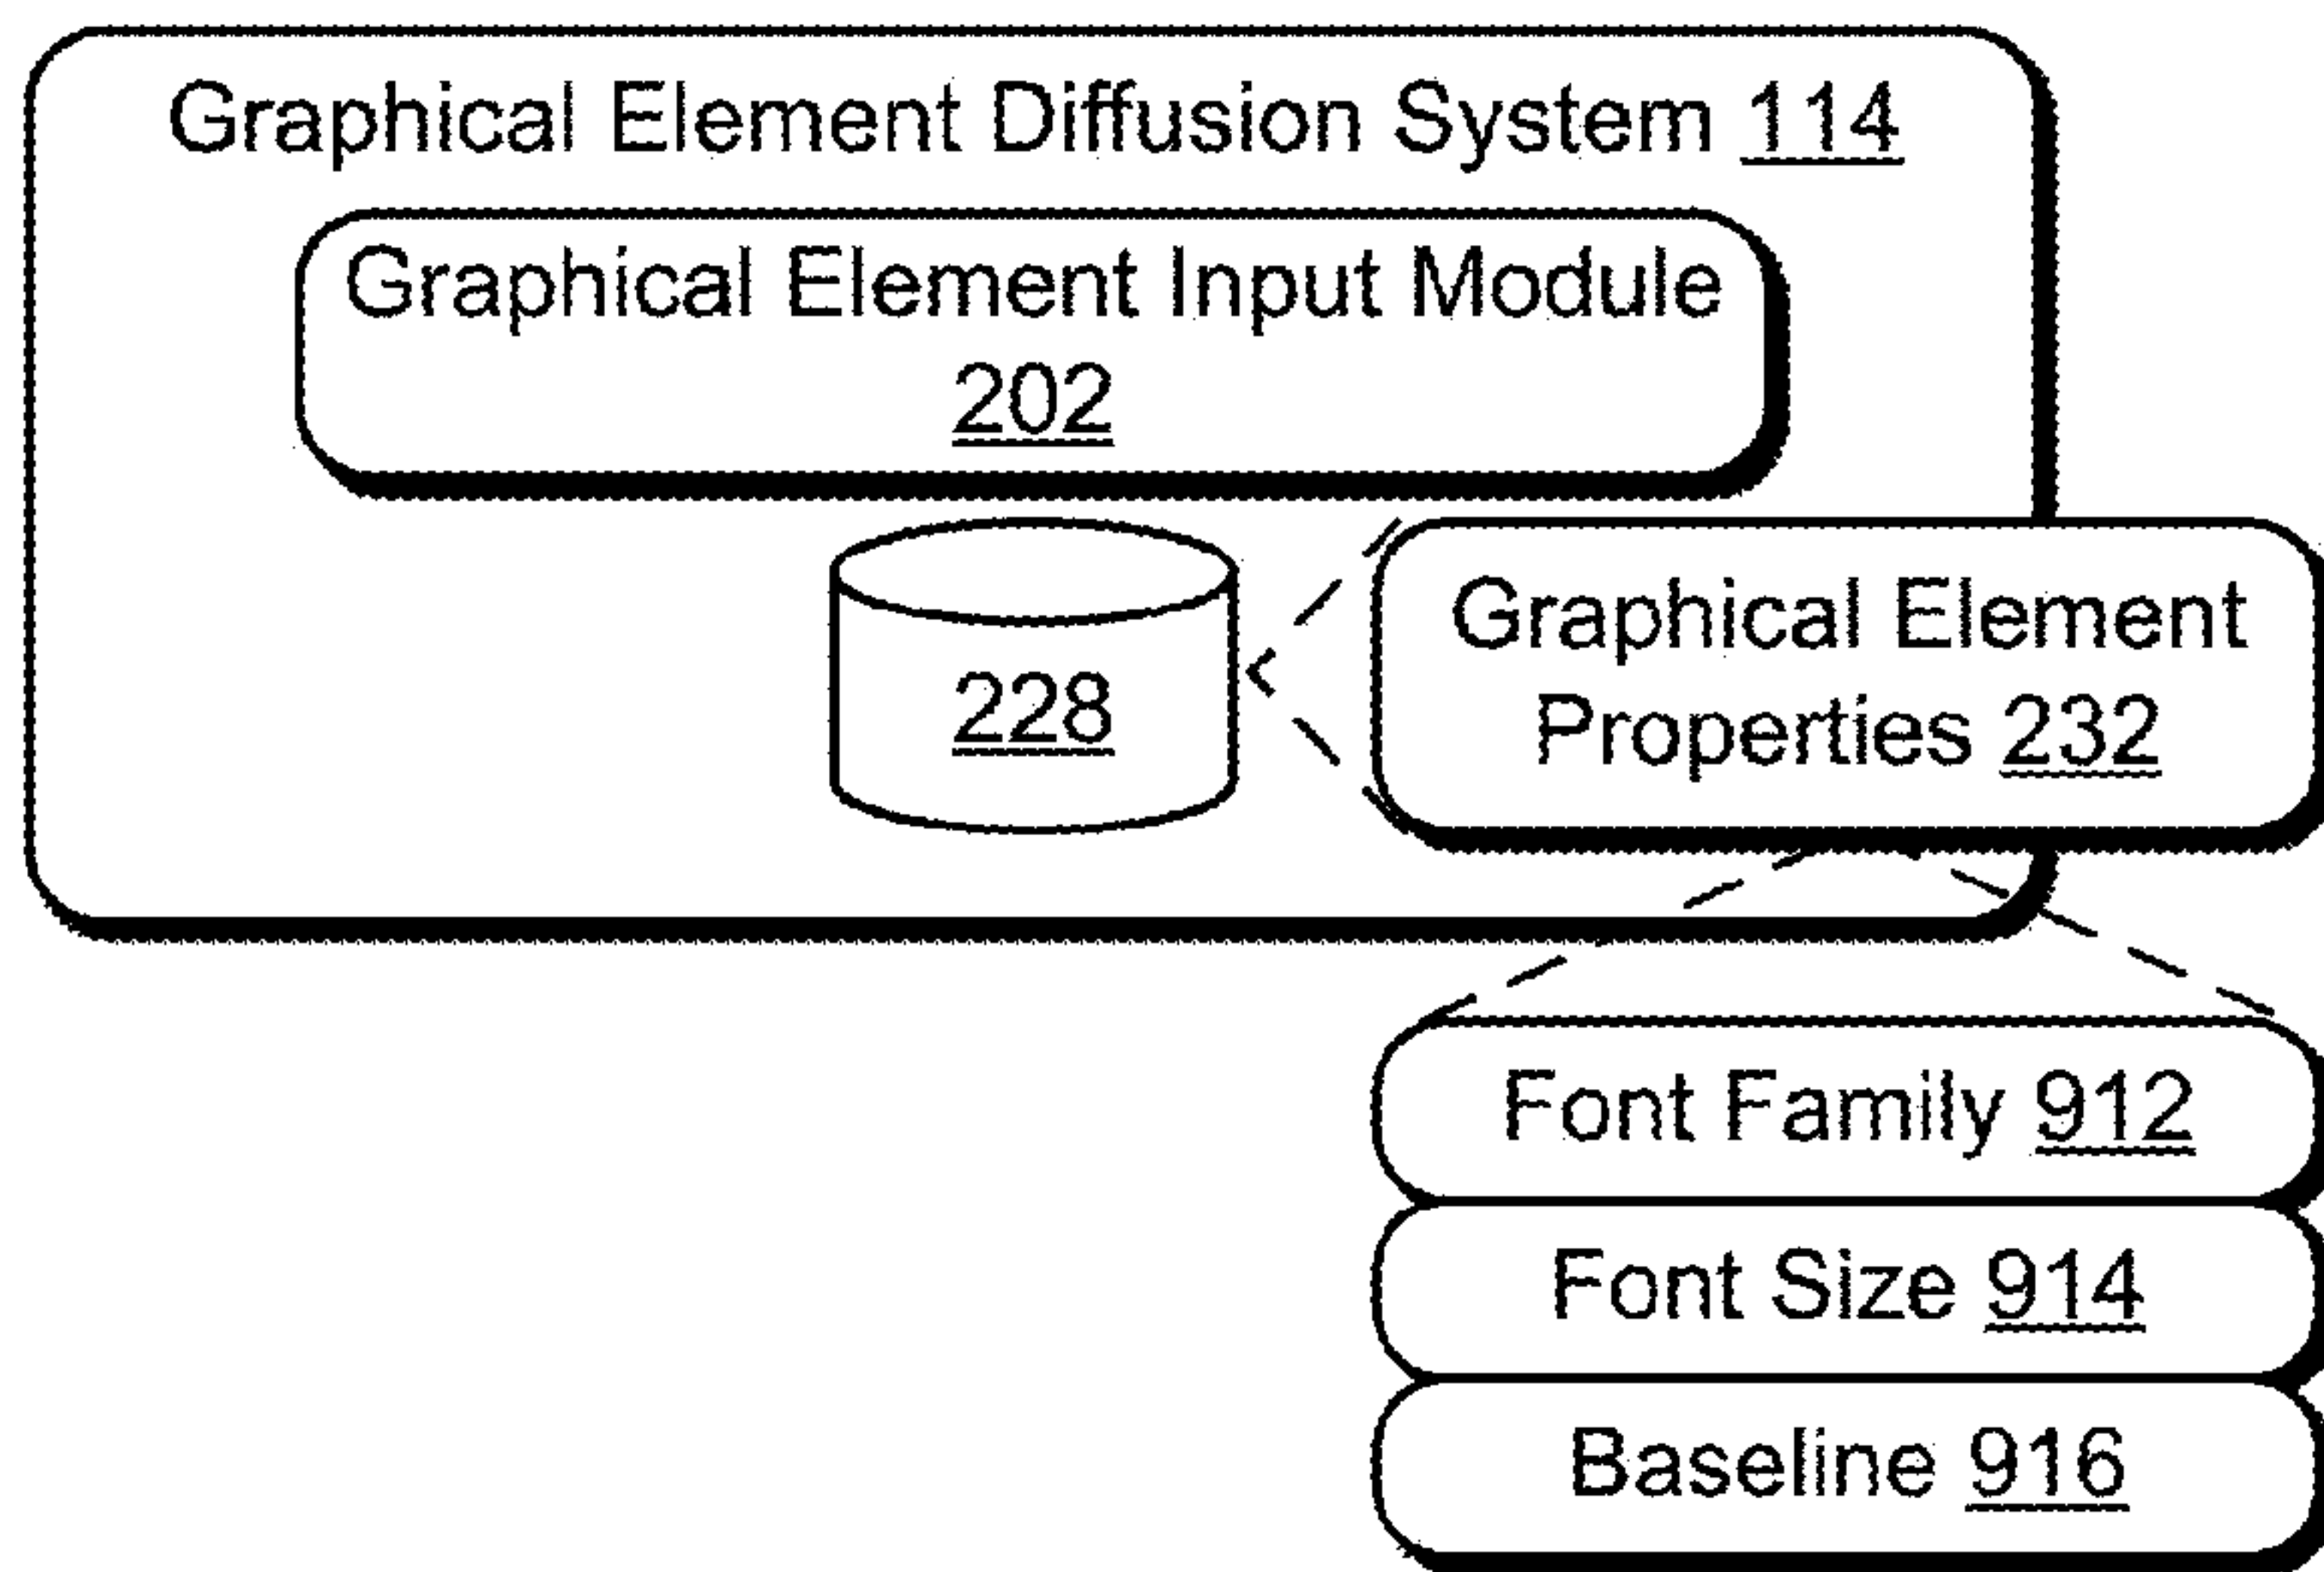 Graphical Element Diffusion System 114
Graphical Element Input Module
202
228
Graphical Element
Properties 232
Font Family 912
Font Size 914
Baseline 916